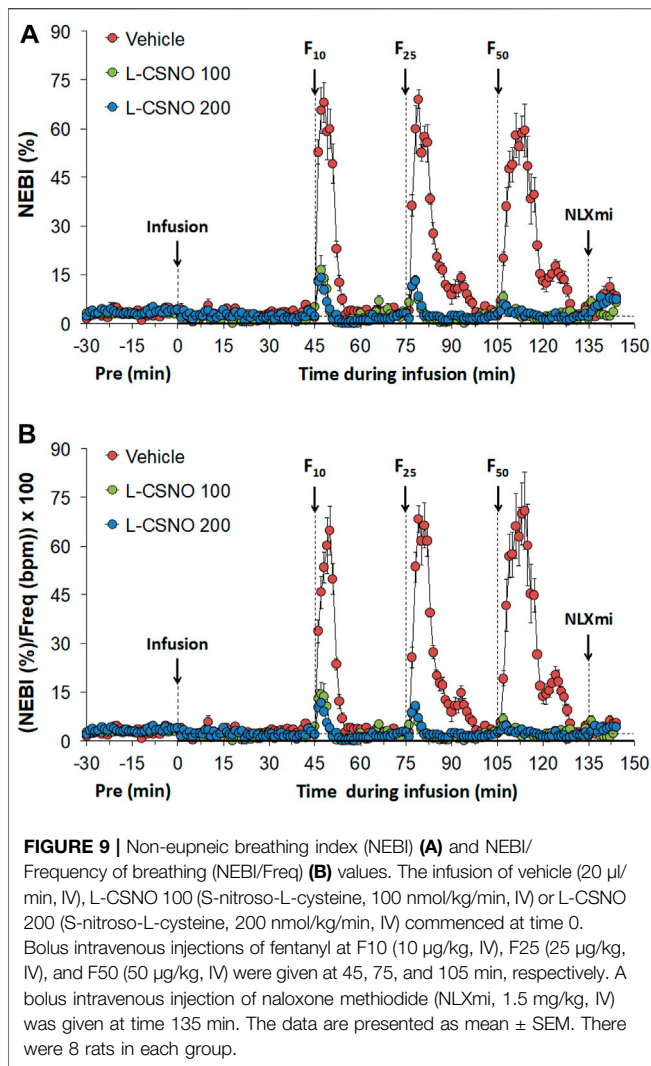 A
Vehicle
L-CSNO 100
L-CSNO 200
F10
F25
F50
Infusion
NLXmi
NEBI (%)
90
75
60
45
30
15
0
-30 -15 0 15 30 45 60 75 90 105 120 135 150
Pre (min) Time during infusion (min)
B
Vehicle
L-CSNO 100
L-CSNO 200
F10
F25
F50
Infusion
NLXmi
(NEBI (%)/Freq (bpm)) x 100
90
75
60
45
30
15
0
-30 -15 0 15 30 45 60 75 90 105 120 135 150
Pre (min) Time during infusion (min)
FIGURE 9 | Non-eupneic breathing index (NEBI) (A) and NEBI/
Frequency of breathing (NEBI/Freq) (B) values. The infusion of vehicle (20 µl/
min, IV), L-CSNO 100 (S-nitroso-L-cysteine, 100 nmol/kg/min, IV) or L-CSNO
200 (S-nitroso-L-cysteine, 200 nmol/kg/min, IV) commenced at time 0.
Bolus intravenous injections of fentanyl at F10 (10 µg/kg, IV), F25 (25 µg/kg,
IV), and F50 (50 µg/kg, IV) were given at 45, 75, and 105 min, respectively. A
bolus intravenous injection of naloxone methiodide (NLXmi, 1.5 mg/kg, IV)
was given at time 135 min. The data are presented as mean ± SEM. There
were 8 rats in each group.